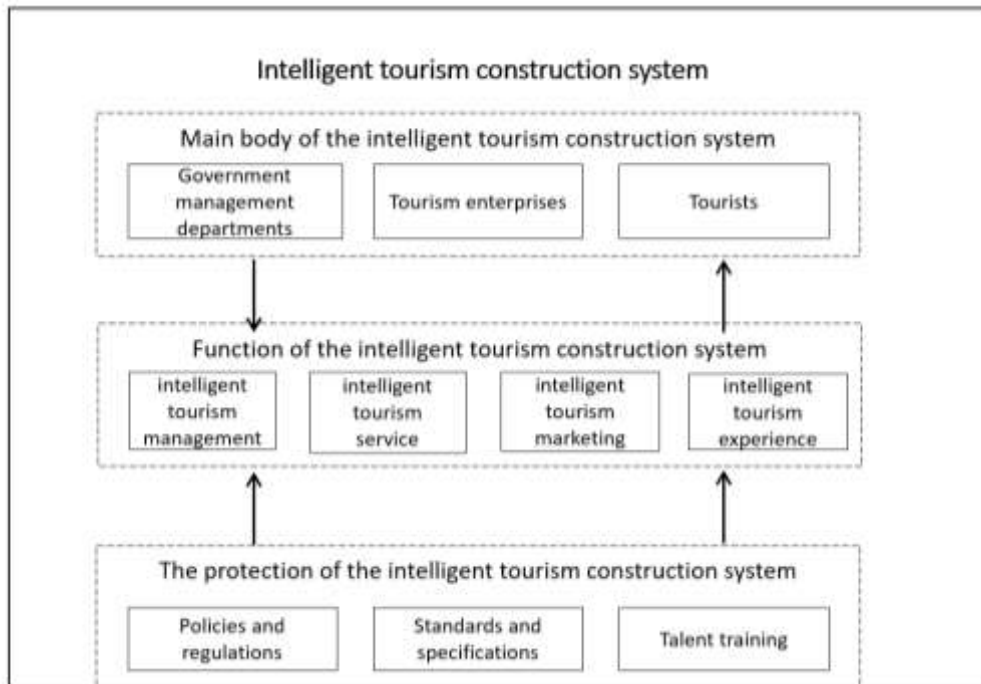 Intelligent tourism construction system
Main body of the intelligent tourism construction system
Government
management
departments
Tourism enterprises
Tourists
Function of the intelligent tourism construction system
intelligent
tourism
management
intelligent
tourism
service
intelligent
tourism
marketing
intelligent
tourism
experience
The protection of the intelligent tourism construction system
Policies and
regulations
Standards and
specifications
Talent training